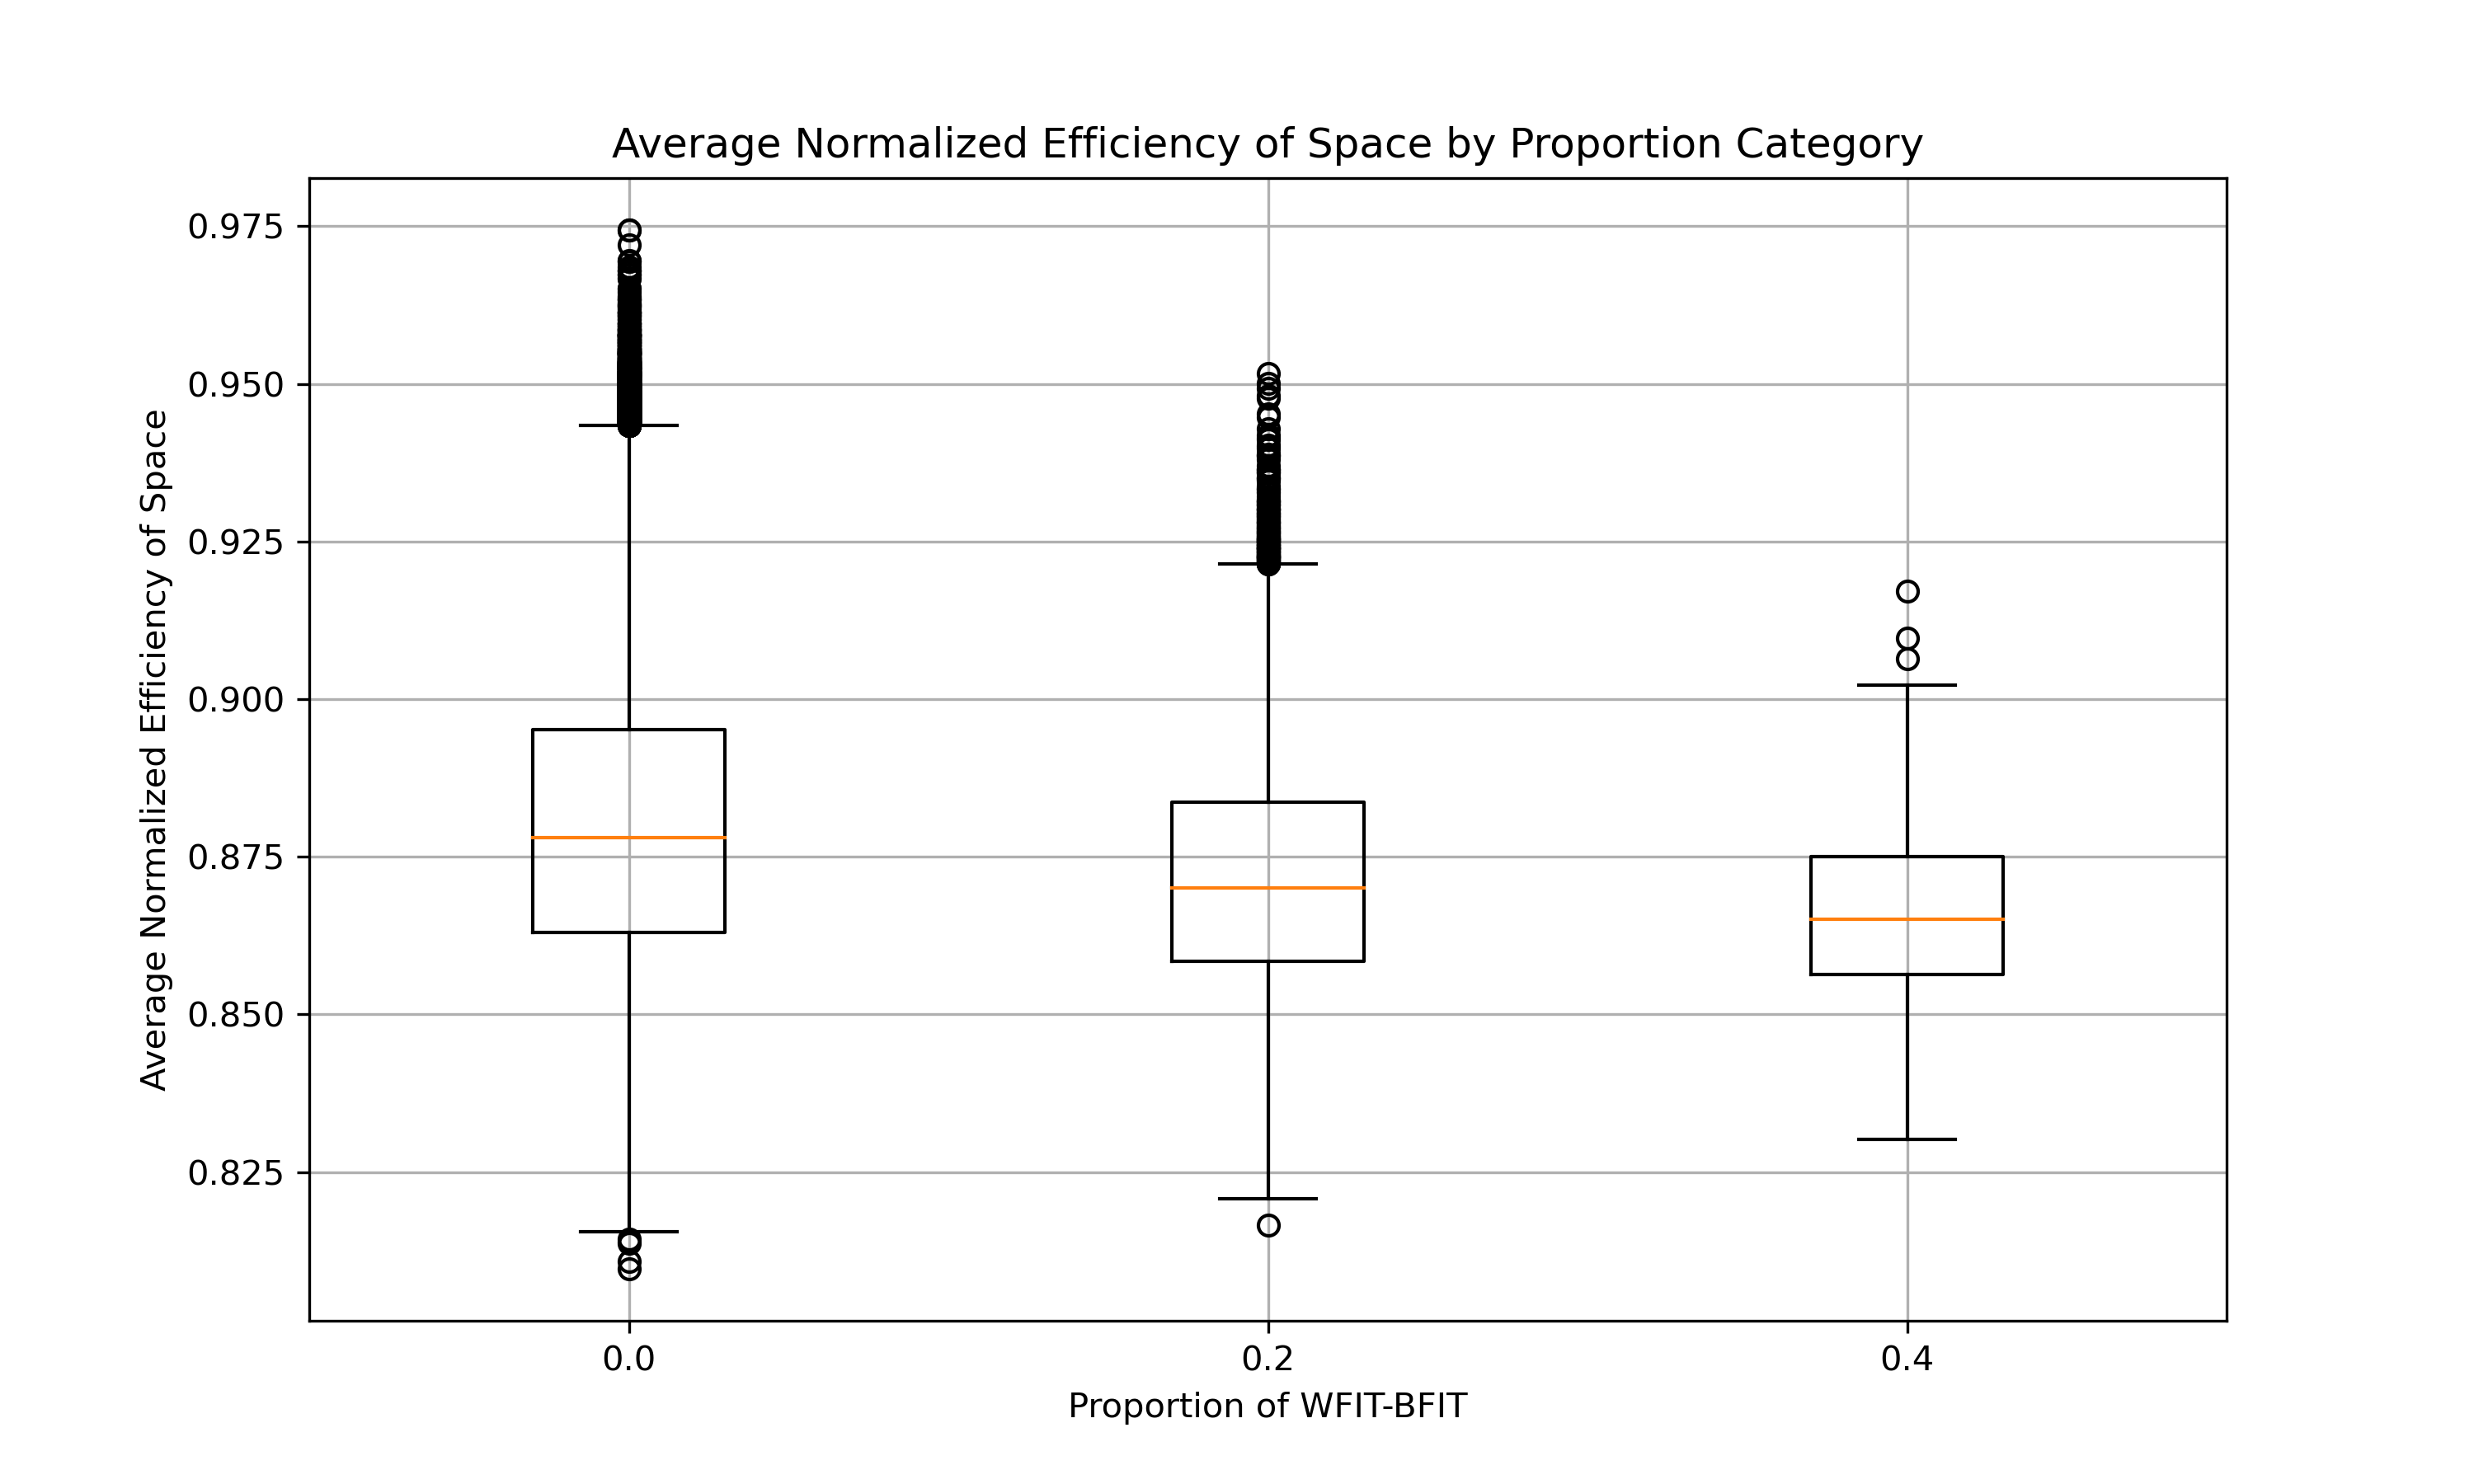 Average Normalized Efficiency of Space by Proportion Category
Average Normalized Efficiency of Space
0.975
0.950
0.925
0.900
0.875
0.850
0.825
0.0 0.2 0.4
Proportion of WFIT-BFIT